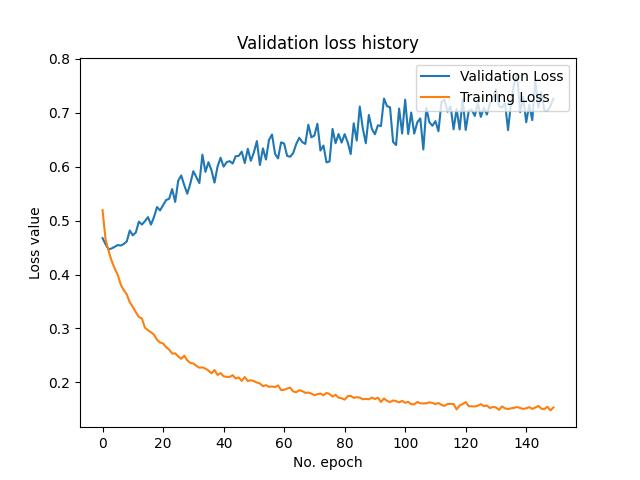 Validation loss history
Validation Loss
Training Loss
0.8
0.7
0.6
0.5
0.4
0.3
0.2
Loss value
0 20 40 60 80 100 120 140
No. epoch